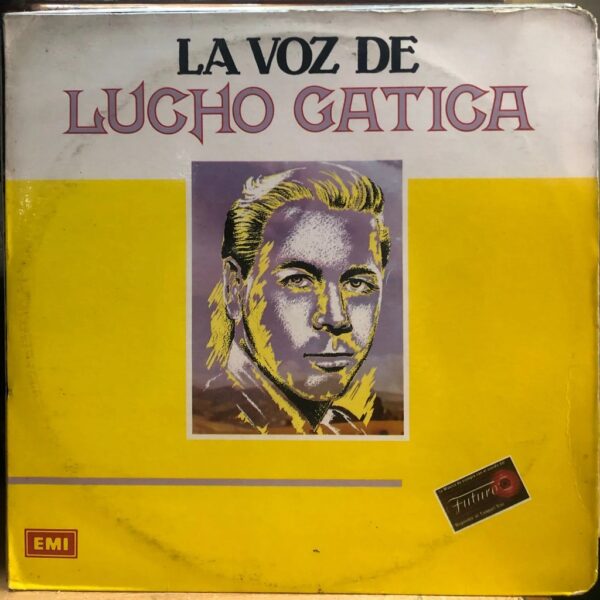 LA VOZ DE
LUCHO GATICA
Futuro
EMI